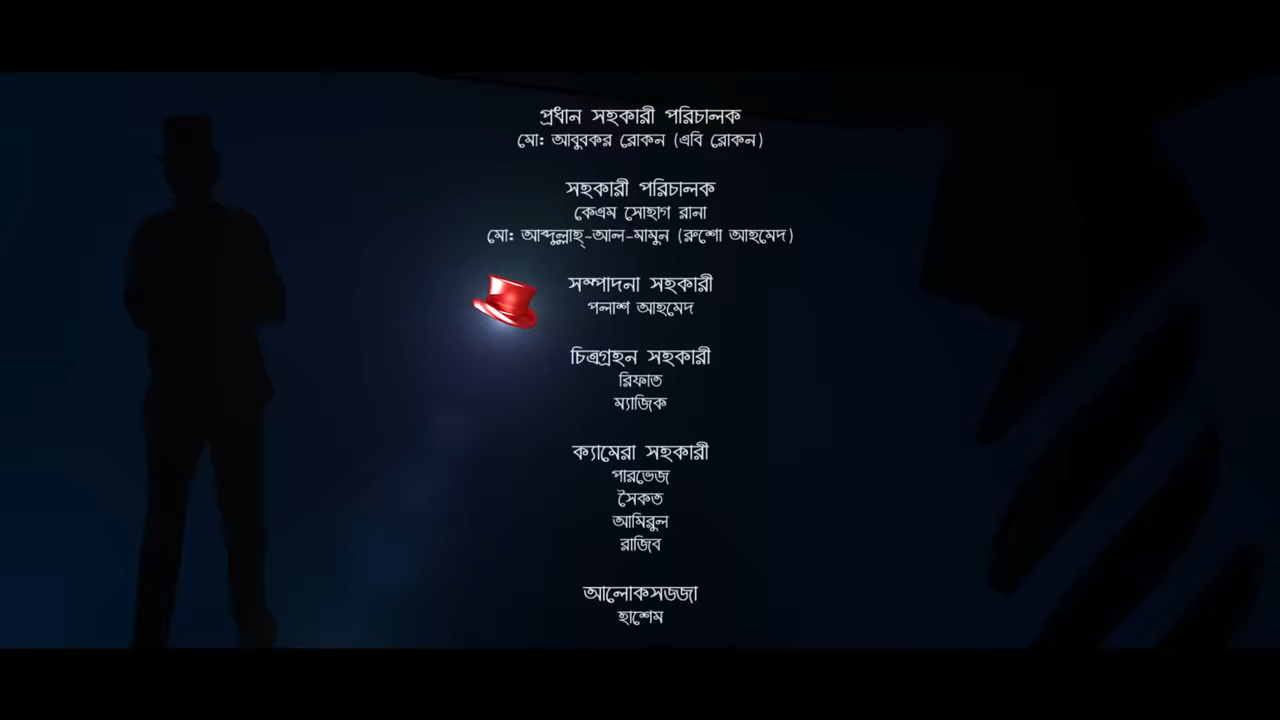 প্রধান সহকারী পরিচালক
মো: আবুবকর রোকন (এবি রোকন)
সহকারী পরিচালক
কেএম সোহাগ রানা
মো: আব্দুল্লাহ্-আল-মামুন (রুশো আহমেদ)
সম্পাদনা সহকারী
পলাশ আহমেদ
চিত্রগ্রহন সহকারী
রিফাত
ম্যাজিক
ক্যামেরা সহকারী
পারভেজ
সৈকত
আমিরুল
রাজিব
আলোকসজ্জা
হাশেম